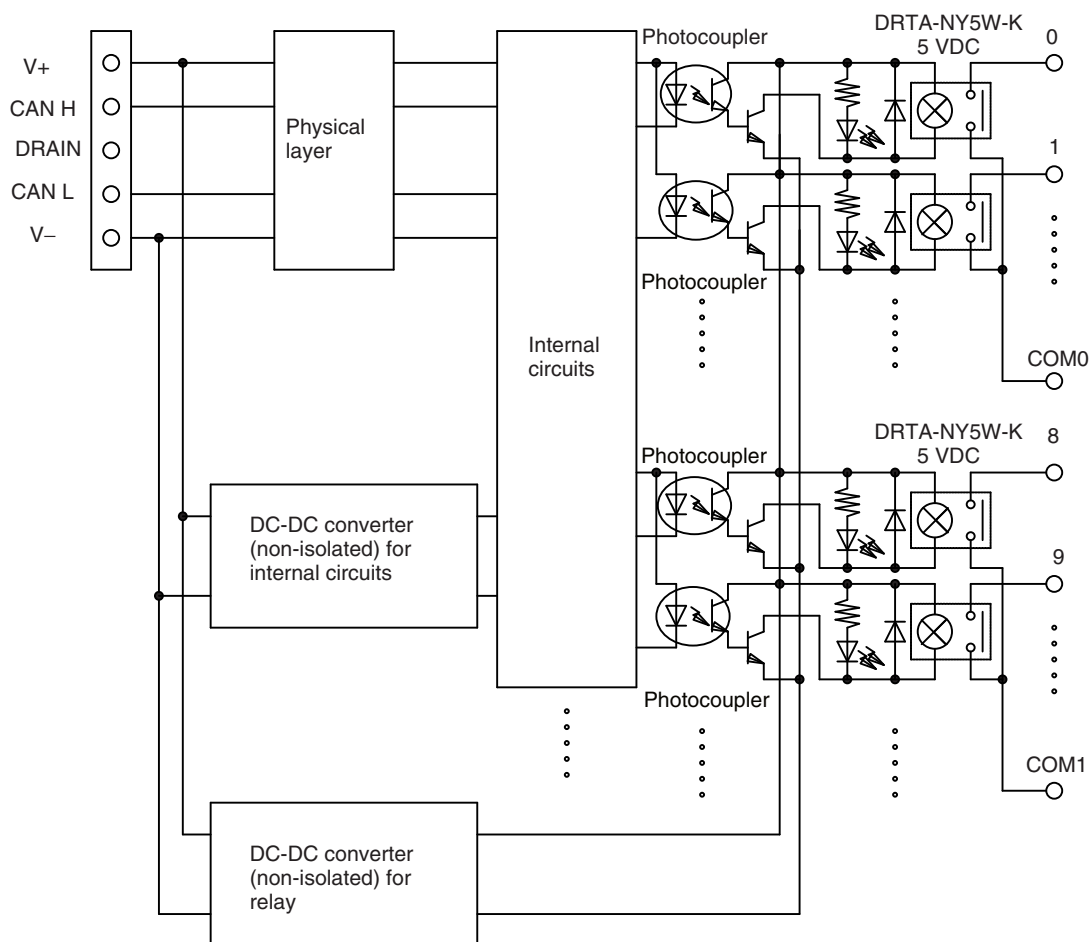 DRTA-NY5W-K
5 VDC
0
Photocoupler
V+
CAN H
DRAIN
CAN L
V–
Physical
layer
1
Photocoupler
Internal
circuits
COM0
DRTA-NY5W-K
5 VDC
8
Photocoupler
DC-DC converter
(non-isolated) for
internal circuits
9
Photocoupler
COM1
DC-DC converter
(non-isolated) for
relay